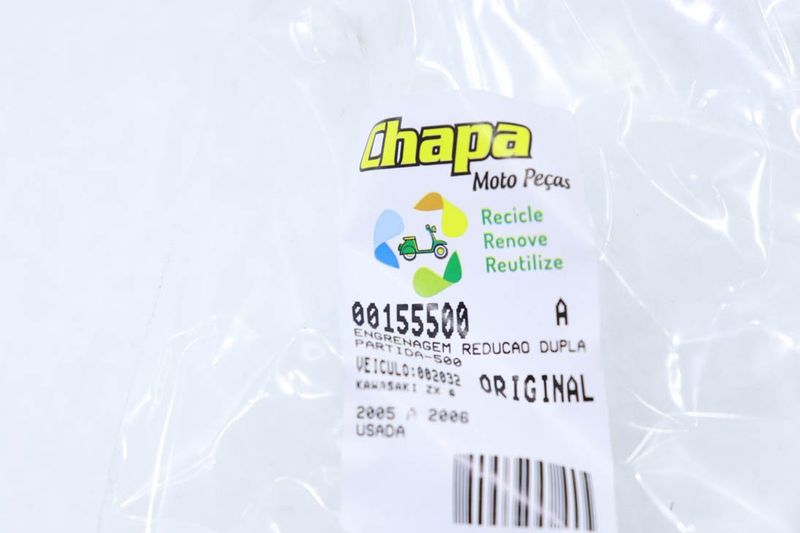 Chapa
Moto Peças
Recicle
Renove
Reutilize
00155500 A
ENGRENAGEM REDUCAO DUPLA
PARTIDA-500
VEICULO:002032
KAWASAKI ZX 6
ORIGINAL
2005 A 2006
USADA